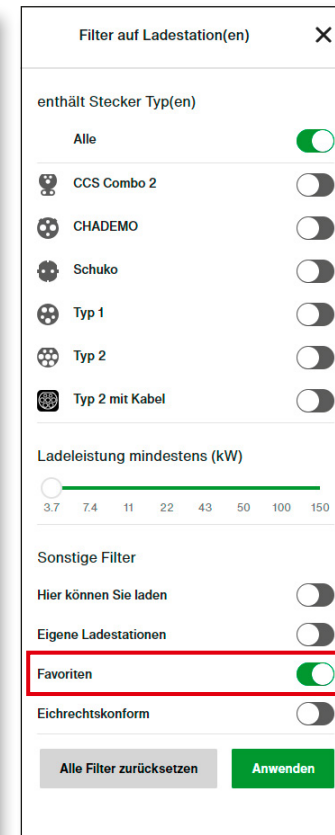 Filter auf Ladestation(en)
enthält Stecker Typ(en)
Alle
CCS Combo 2
CHADEMO
Schuko
Typ 1
Typ 2
Typ 2 mit Kabel
Ladeleistung mindestens (kW)
3.7 7.4 11 22 43 50 100 150
Sonstige Filter
Hier können Sie laden
Eigene Ladestationen
Favoriten
Eichrechtskonform
Alle Filter zurücksetzen Anwenden